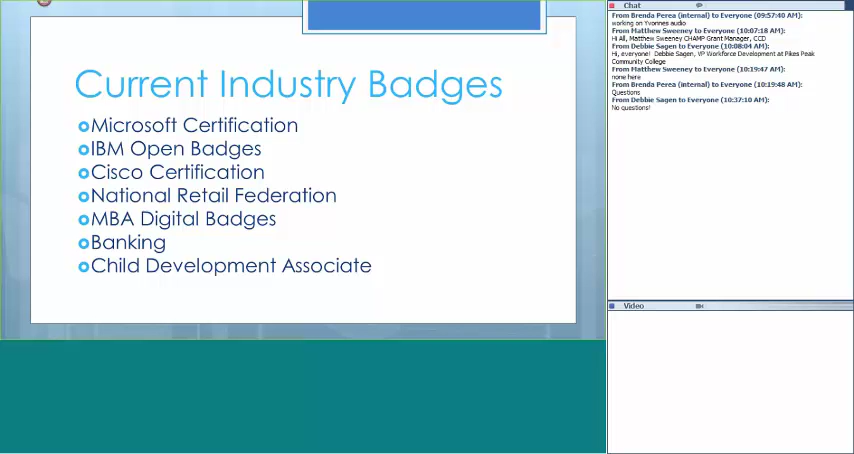 Current Industry Badges
Microsoft Certification
IBM Open Badges
Cisco Certification
National Retail Federation
MBA Digital Badges
Banking
Child Development Associate
Chat
From Brenda Perea (internal) to Everyone (09:57:40 AM):
working on Yvonnes audio
From Matthew Sweeney to Everyone (10:07:18 AM):
Hi All, Matthew Sweeney CHAMP Grant Manager, CCD
From Debbie Sagen to Everyone (10:08:04 AM):
Hi, everyone! Debbie Sagen, VP Workforce Development at Pikes Peak
Community College
From Matthew Sweeney to Everyone (10:19:47 AM):
none here
From Brenda Perea (internal) to Everyone (10:19:48 AM):
Questions
From Debbie Sagen to Everyone (10:37:10 AM):
No questions!
Video